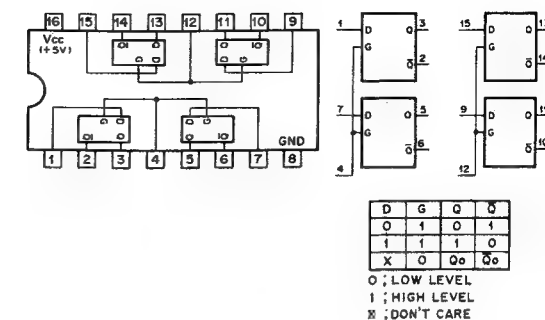 16 15 14 13 12 11 10 9
Vcc
(+5V)
GND
1 2 3 4 5 6 7 8
1 D Q 3
G
Q̅ 2
7 D Q 5
G
Q̅ 6
4
15 D Q
G
Q̅
9 D Q
G
Q̅ 10
12
D G Q Q̅
0 1 0 1
1 1 1 0
X 0 Qo Q̅o
0 ; LOW LEVEL
1 ; HIGH LEVEL
X ; DON'T CARE